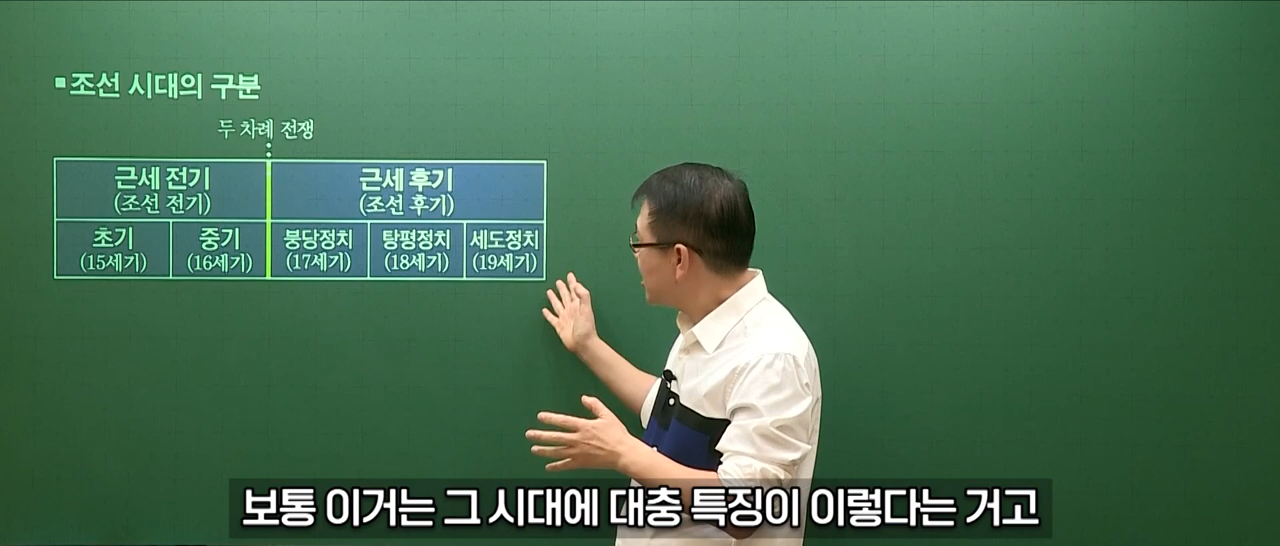 ▪조선 시대의 구분
두 차례 전쟁
근세 전기
(조선 전기)
근세 후기
(조선 후기)
초기
(15세기)
중기
(16세기)
붕당정치
(17세기)
탕평정치
(18세기)
세도정치
(19세기)
보통 이거는 그 시대에 대충 특징이 이렇다는 거고